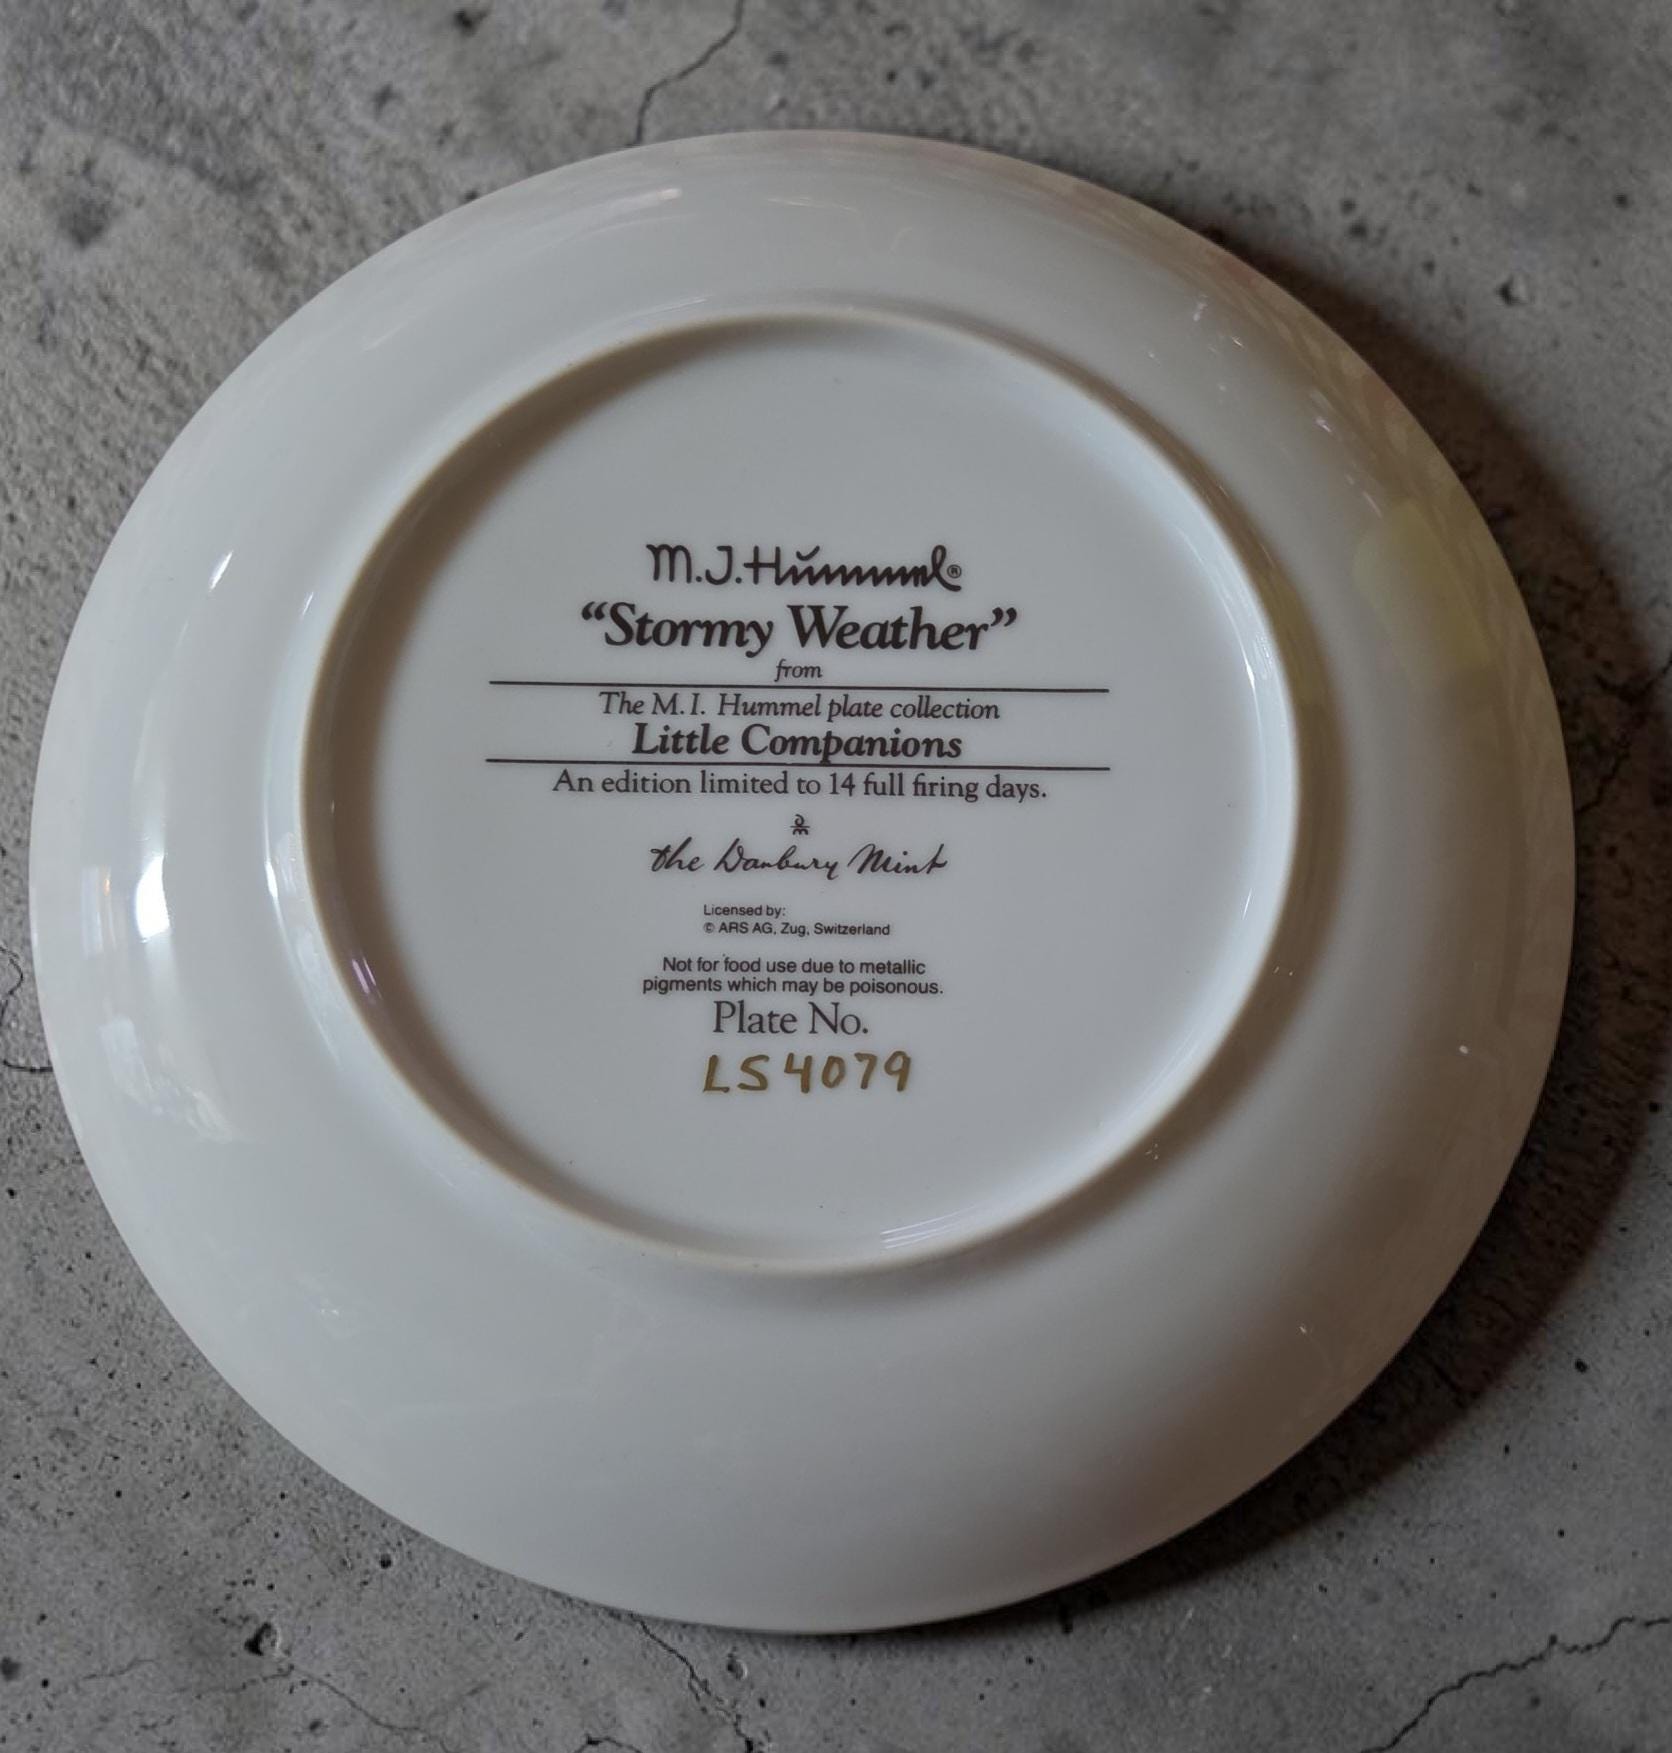 M.J.Hummel®
“Stormy Weather”
from
The M. I. Hummel plate collection
Little Companions
An edition limited to 14 full firing days.
the Danbury Mint
Licensed by:
© ARS AG, Zug, Switzerland
Not for food use due to metallic
pigments which may be poisonous.
Plate No.
LS4079